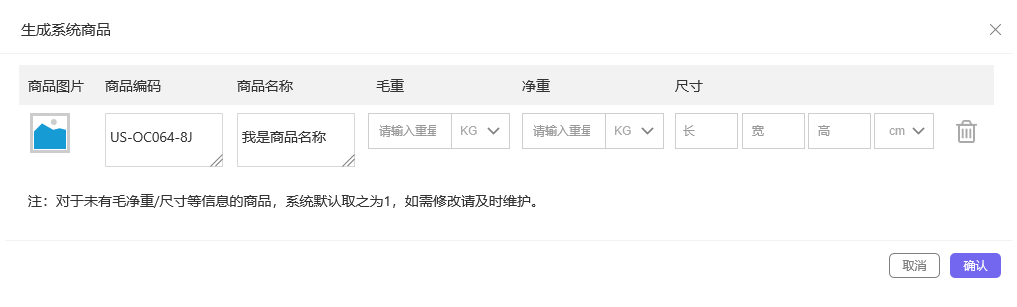 生成系统商品
商品图片 商品编码 商品名称 毛重 净重 尺寸
US-OC064-8J 我是商品名称 请输入重量 KG 请输入重量 KG 长 宽 高 cm
注：对于未有毛净重/尺寸等信息的商品，系统默认取之为1，如需修改请及时维护。
取消 确认